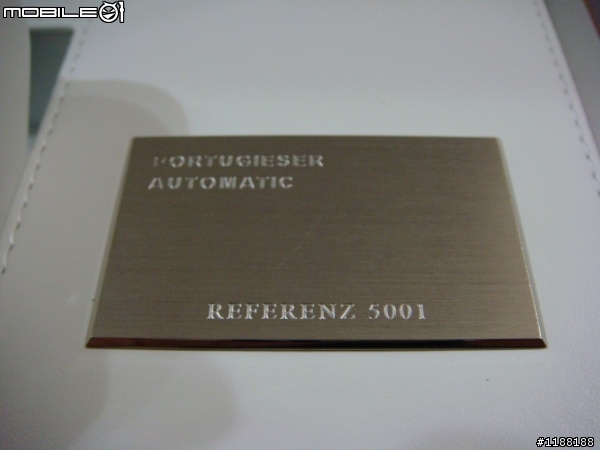 MOBILE01
PORTUGIESER
AUTOMATIC
REFERENZ 5001
#1188188